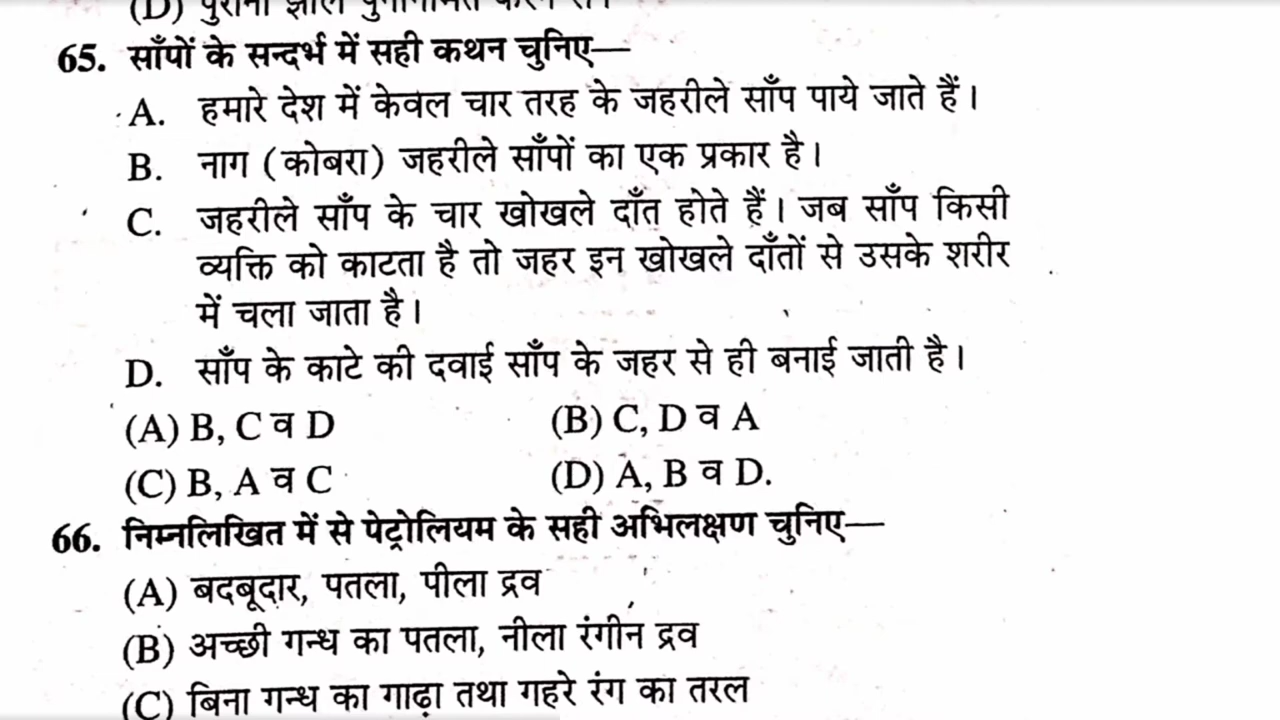 65. साँपों के सन्दर्भ में सही कथन चुनिए—
A. हमारे देश में केवल चार तरह के जहरीले साँप पाये जाते हैं।
B. नाग (कोबरा) जहरीले साँपों का एक प्रकार है।
C. जहरीले साँप के चार खोखले दाँत होते हैं। जब साँप किसी
व्यक्ति को काटता है तो जहर इन खोखले दाँतों से उसके शरीर
में चला जाता है।
D. साँप के काटे की दवाई साँप के जहर से ही बनाई जाती है।
(A) B, C व D (B) C, D व A
(C) B, A व C (D) A, B व D.
66. निम्नलिखित में से पेट्रोलियम के सही अभिलक्षण चुनिए—
(A) बदबूदार, पतला, पीला द्रव
(B) अच्छी गन्ध का पतला, नीला रंगीन द्रव
(C) बिना गन्ध का गाढ़ा तथा गहरे रंग का तरल